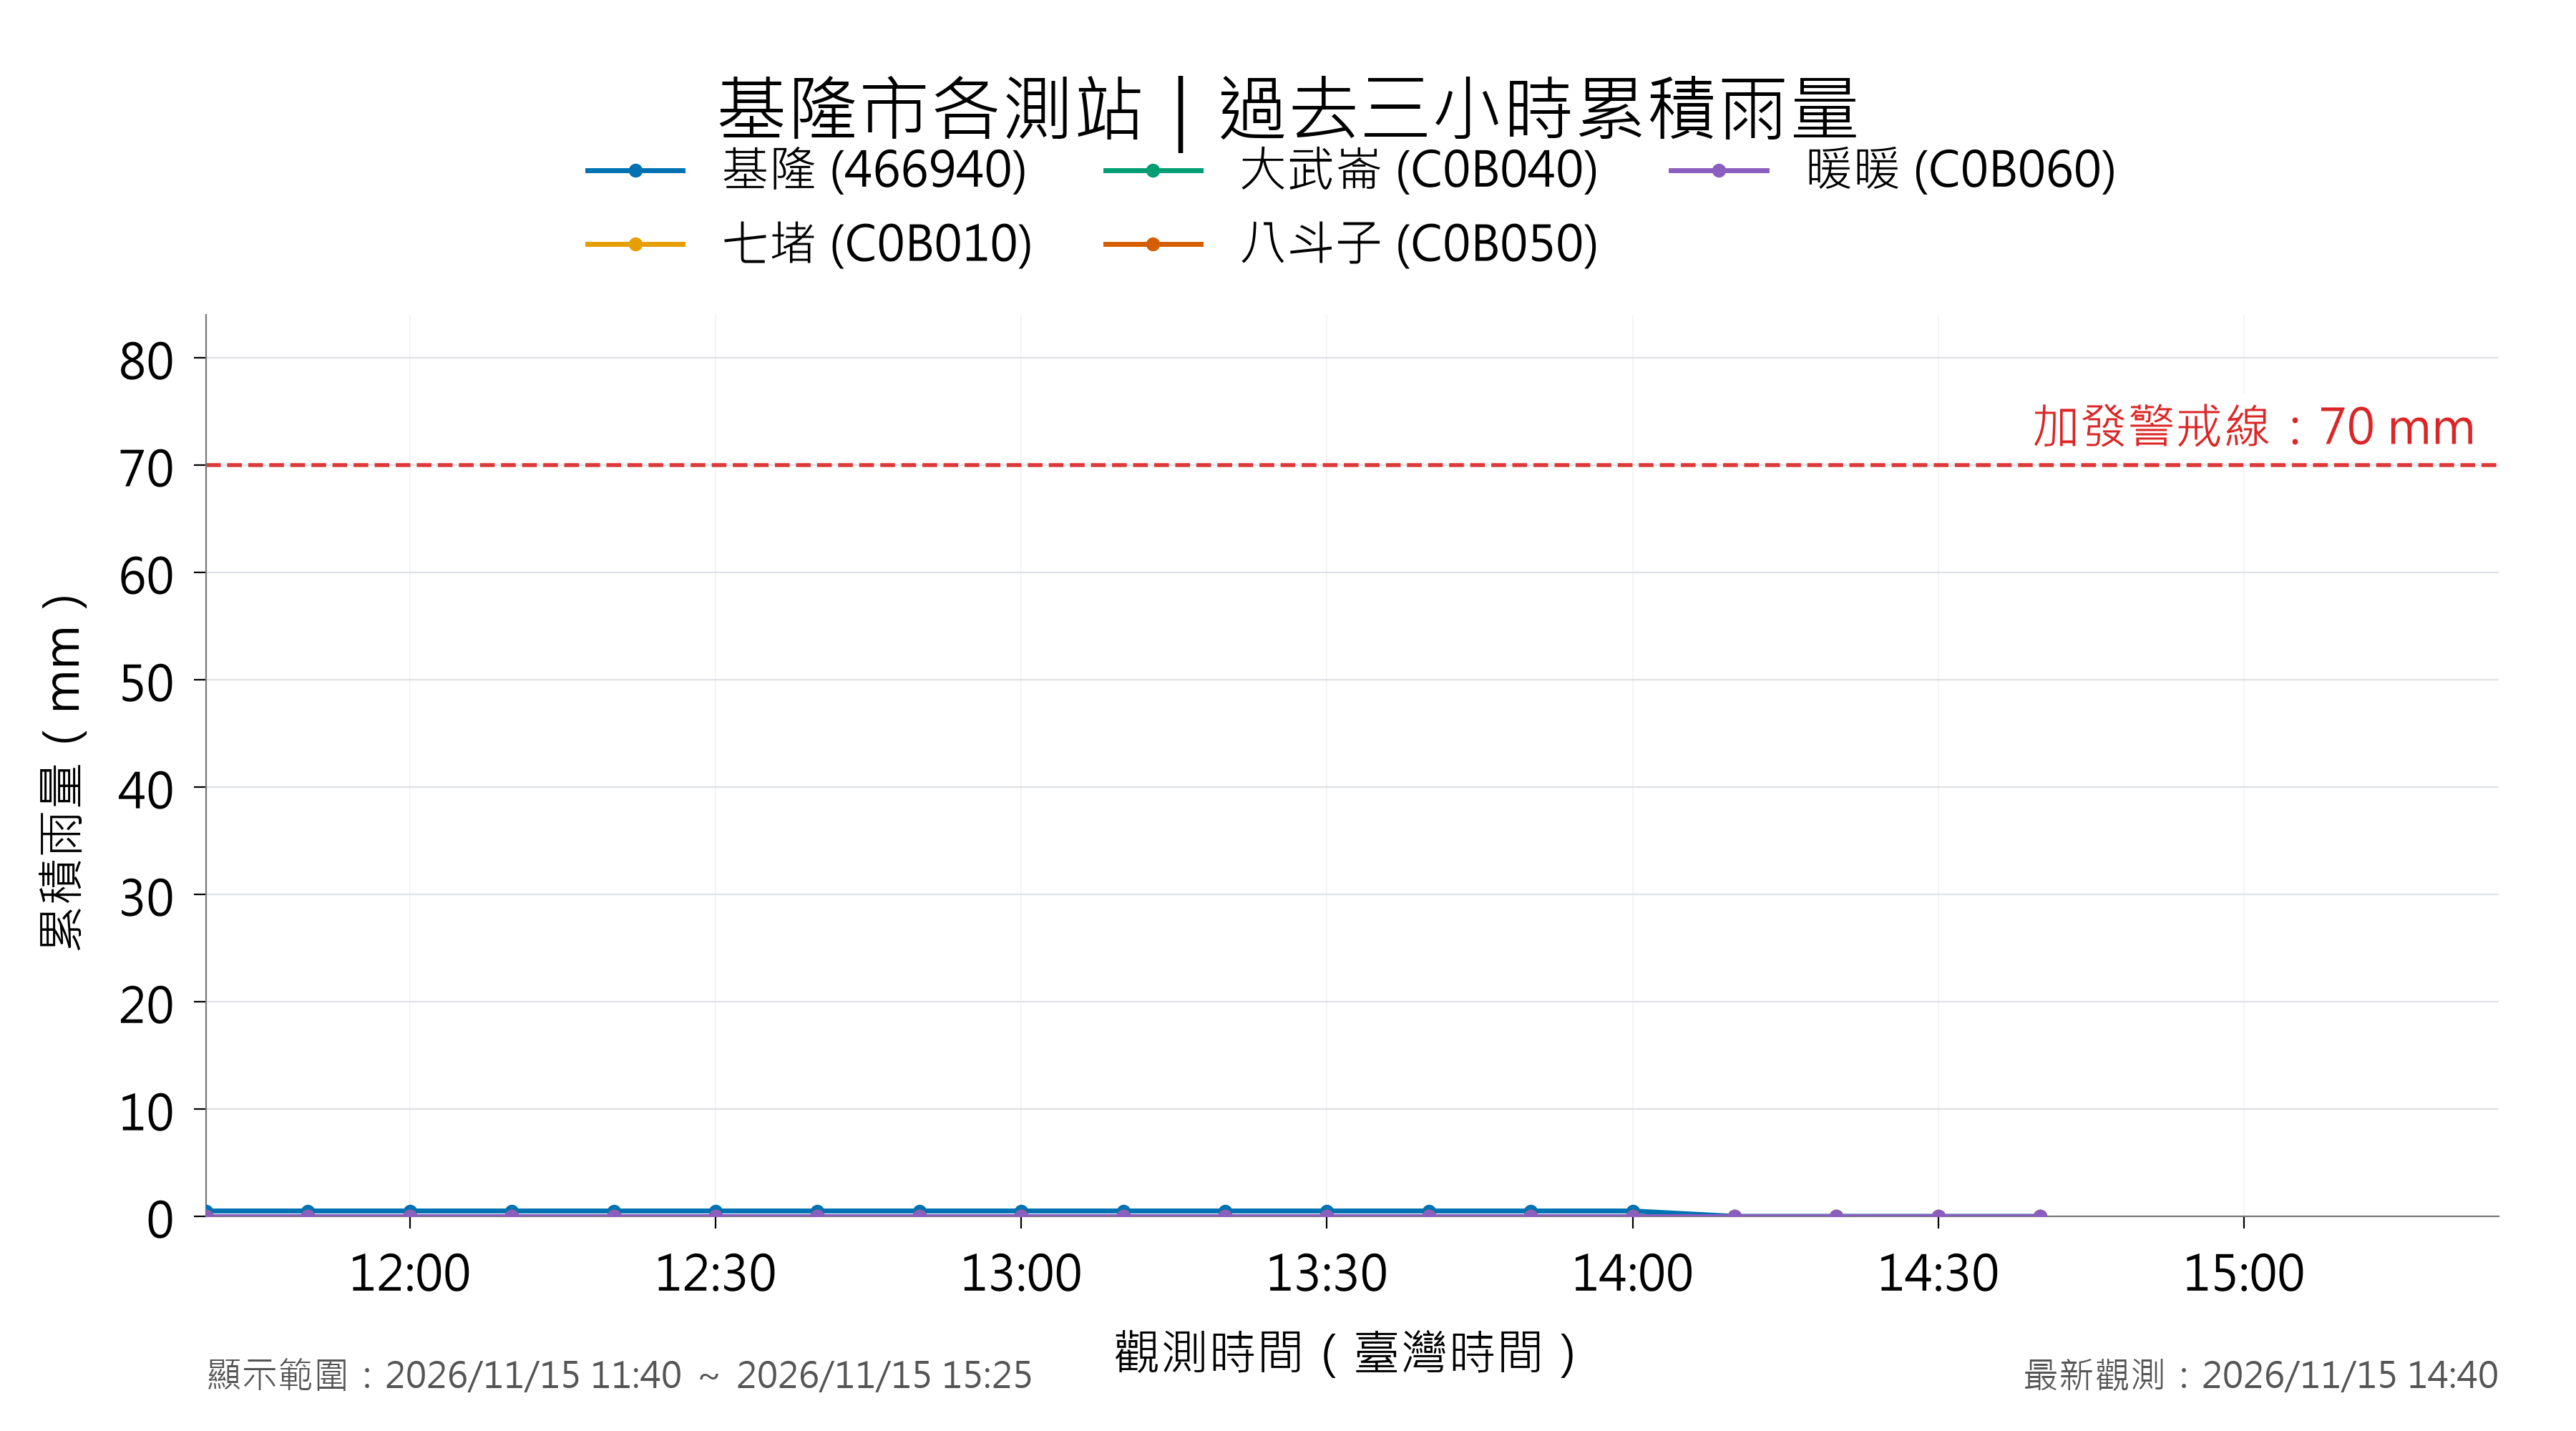 基隆市各測站｜過去三小時累積雨量
基隆 (466940)
大武崙 (C0B040)
暖暖 (C0B060)
七堵 (C0B010)
八斗子 (C0B050)
80
加發警戒線：70 mm
70
60
50
40
30
20
10
0
累積雨量（mm）
12:00
12:30
13:00
13:30
14:00
14:30
15:00
觀測時間（臺灣時間）
顯示範圍：2026/11/15 11:40 ~ 2026/11/15 15:25
最新觀測：2026/11/15 14:40